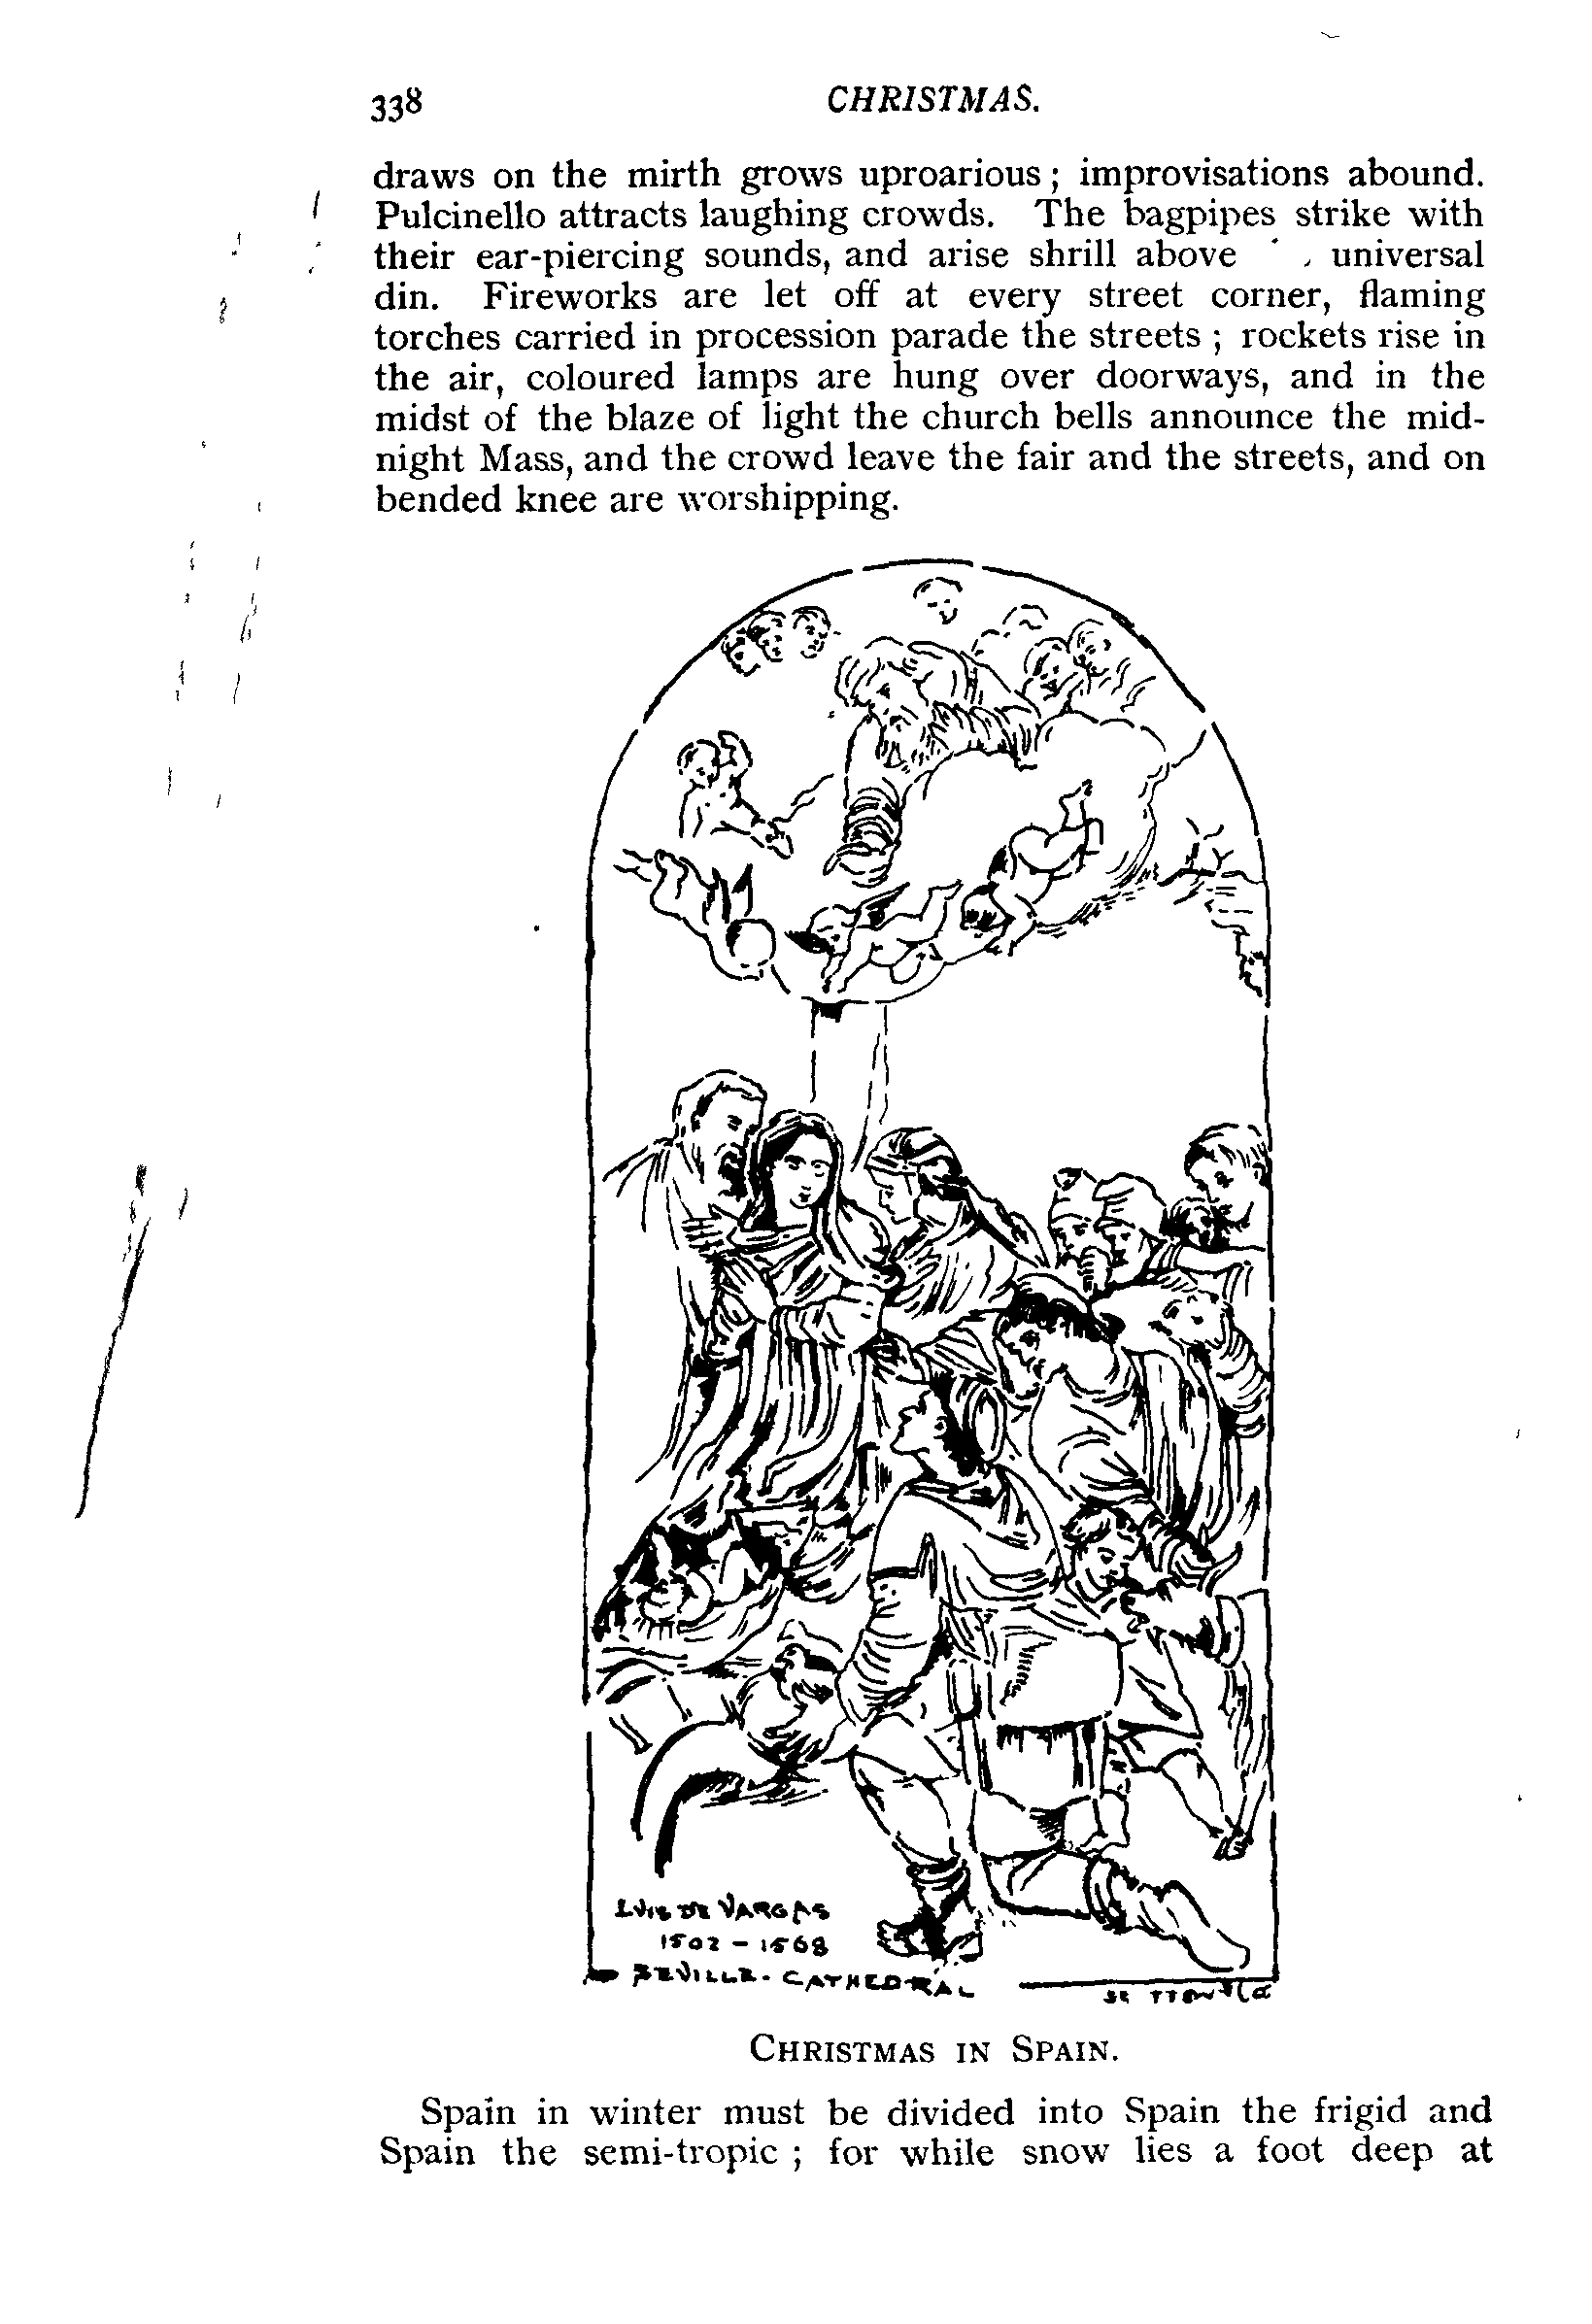 338 CHRISTMAS.
draws on the mirth grows uproarious; improvisations abound.
Pulcinello attracts laughing crowds. The bagpipes strike with
their ear-piercing sounds, and arise shrill above universal
din. Fireworks are let off at every street corner, flaming
torches carried in procession parade the streets; rockets rise in
the air, coloured lamps are hung over doorways, and in the
midst of the blaze of light the church bells announce the mid-
night Mass, and the crowd leave the fair and the streets, and on
bended knee are worshipping.
LUIS DE VARGAS
1502 – 1568
SEVILLE · CATHEDRAL
CHRISTMAS IN SPAIN.
Spain in winter must be divided into Spain the frigid and
Spain the semi-tropic; for while snow lies a foot deep at